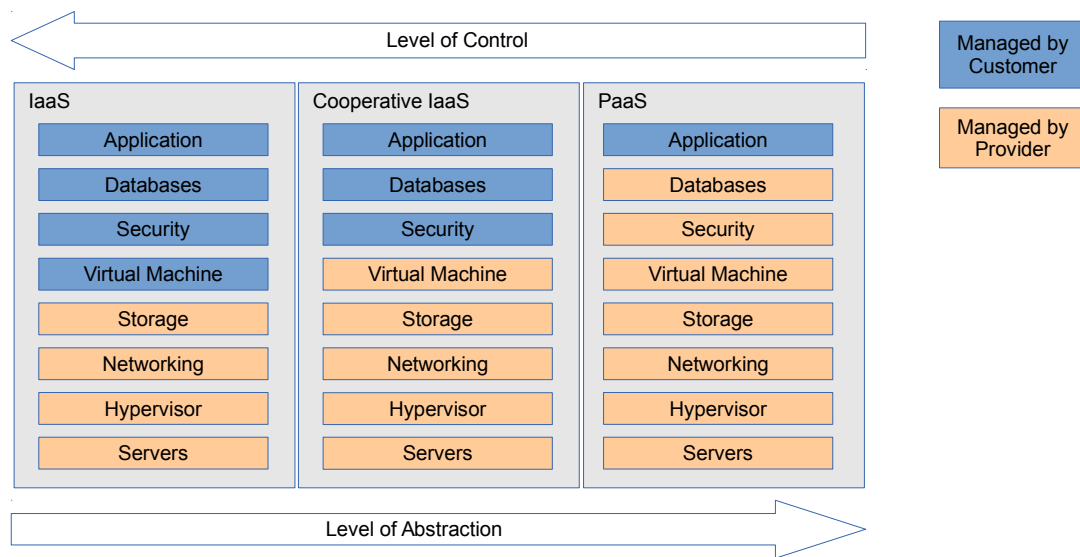 Level of Control
Managed by
Customer
Managed by
Provider
IaaS
Application
Databases
Security
Virtual Machine
Storage
Networking
Hypervisor
Servers
Cooperative IaaS
Application
Databases
Security
Virtual Machine
Storage
Networking
Hypervisor
Servers
PaaS
Application
Databases
Security
Virtual Machine
Storage
Networking
Hypervisor
Servers
Level of Abstraction